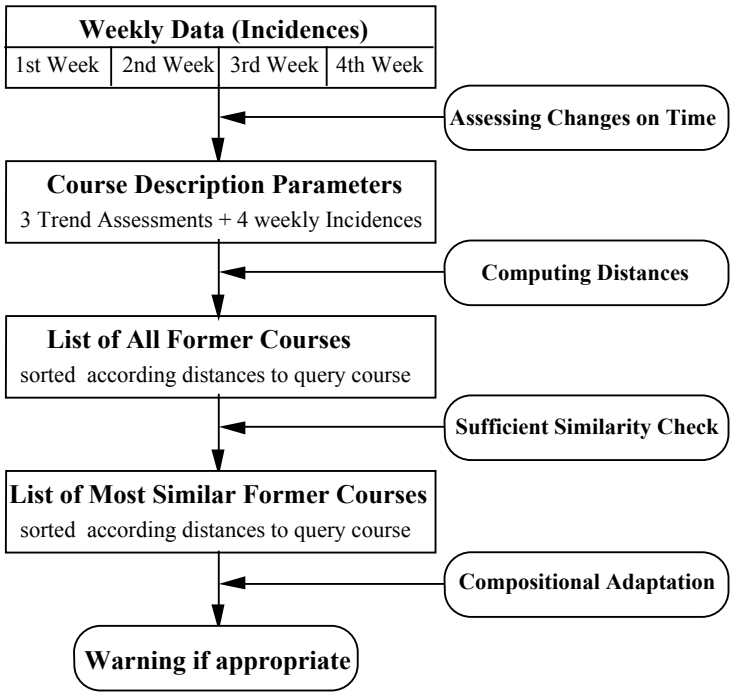 Weekly Data (Incidences)
1st Week 2nd Week 3rd Week 4th Week
Assessing Changes on Time
Course Description Parameters
3 Trend Assessments + 4 weekly Incidences
Computing Distances
List of All Former Courses
sorted according distances to query course
Sufficient Similarity Check
List of Most Similar Former Courses
sorted according distances to query course
Compositional Adaptation
Warning if appropriate